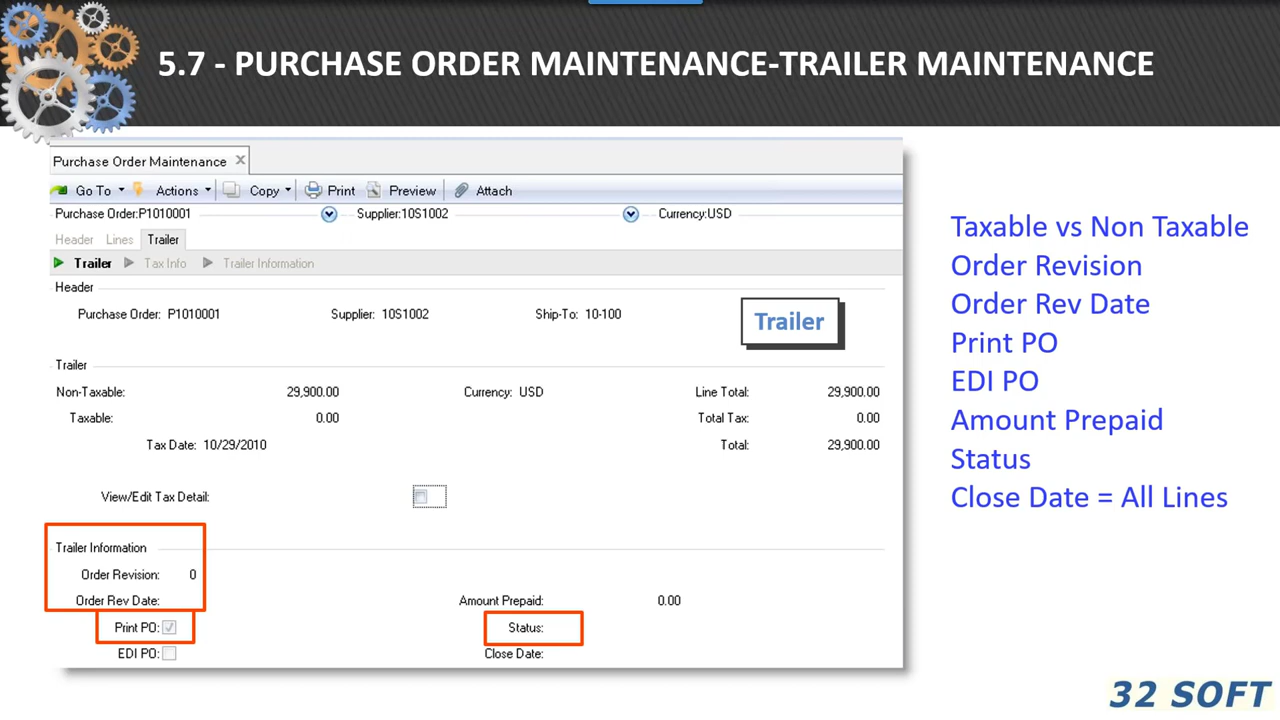 5.7 - PURCHASE ORDER MAINTENANCE-TRAILER MAINTENANCE
Purchase Order Maintenance
Go To Actions Copy Print Preview Attach
Purchase Order:P1010001 Supplier:10S1002 Currency:USD
Header Lines Trailer
Trailer Tax Info Trailer Information
Header
Purchase Order: P1010001 Supplier: 10S1002 Ship-To: 10-100
Trailer
Trailer
Non-Taxable: 29,900.00 Currency: USD Line Total: 29,900.00
Taxable: 0.00 Total Tax: 0.00
Tax Date: 10/29/2010 Total: 29,900.00
View/Edit Tax Detail:
Trailer Information
Order Revision: 0
Order Rev Date: Amount Prepaid: 0.00
Print PO: Status:
EDI PO: Close Date:
Taxable vs Non Taxable
Order Revision
Order Rev Date
Print PO
EDI PO
Amount Prepaid
Status
Close Date = All Lines
32 SOFT